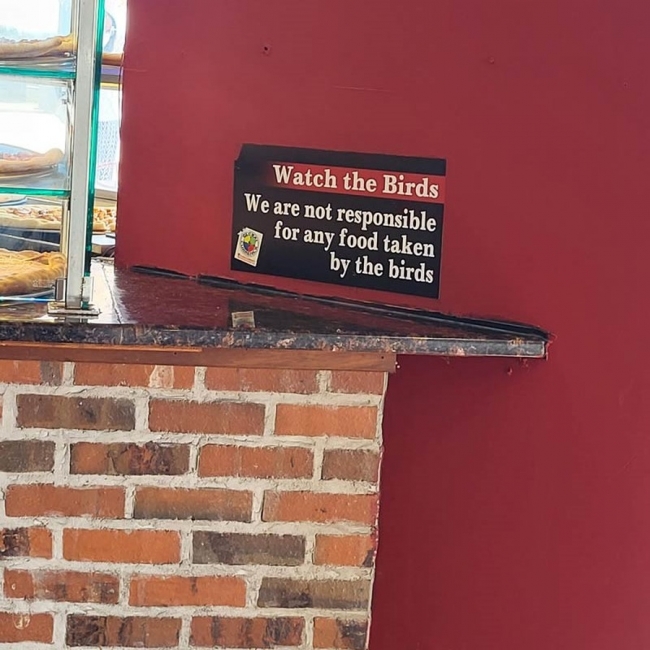 Watch the Birds
We are not responsible
for any food taken
by the birds